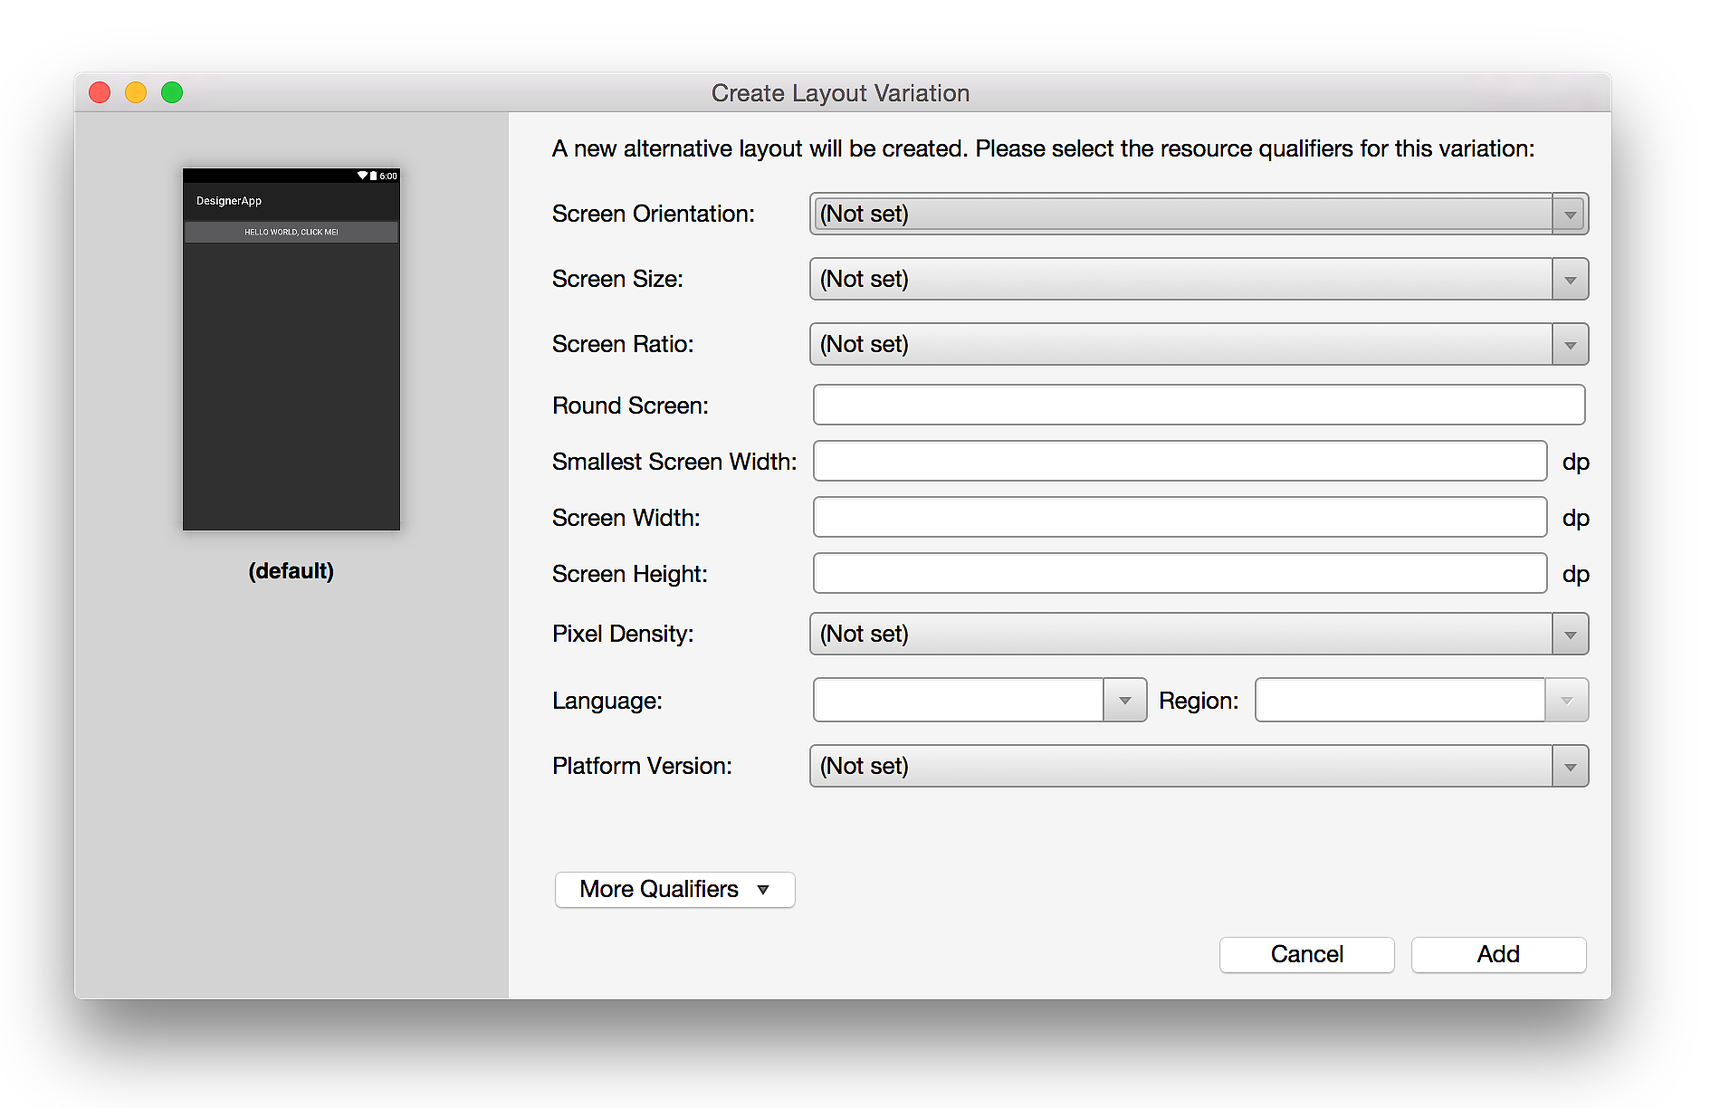 Create Layout Variation
6:00
DesignerApp
HELLO WORLD, CLICK ME!
(default)
A new alternative layout will be created. Please select the resource qualifiers for this variation:
Screen Orientation: (Not set)
Screen Size: (Not set)
Screen Ratio: (Not set)
Round Screen:
Smallest Screen Width: dp
Screen Width: dp
Screen Height: dp
Pixel Density: (Not set)
Language: Region:
Platform Version: (Not set)
More Qualifiers
Cancel Add